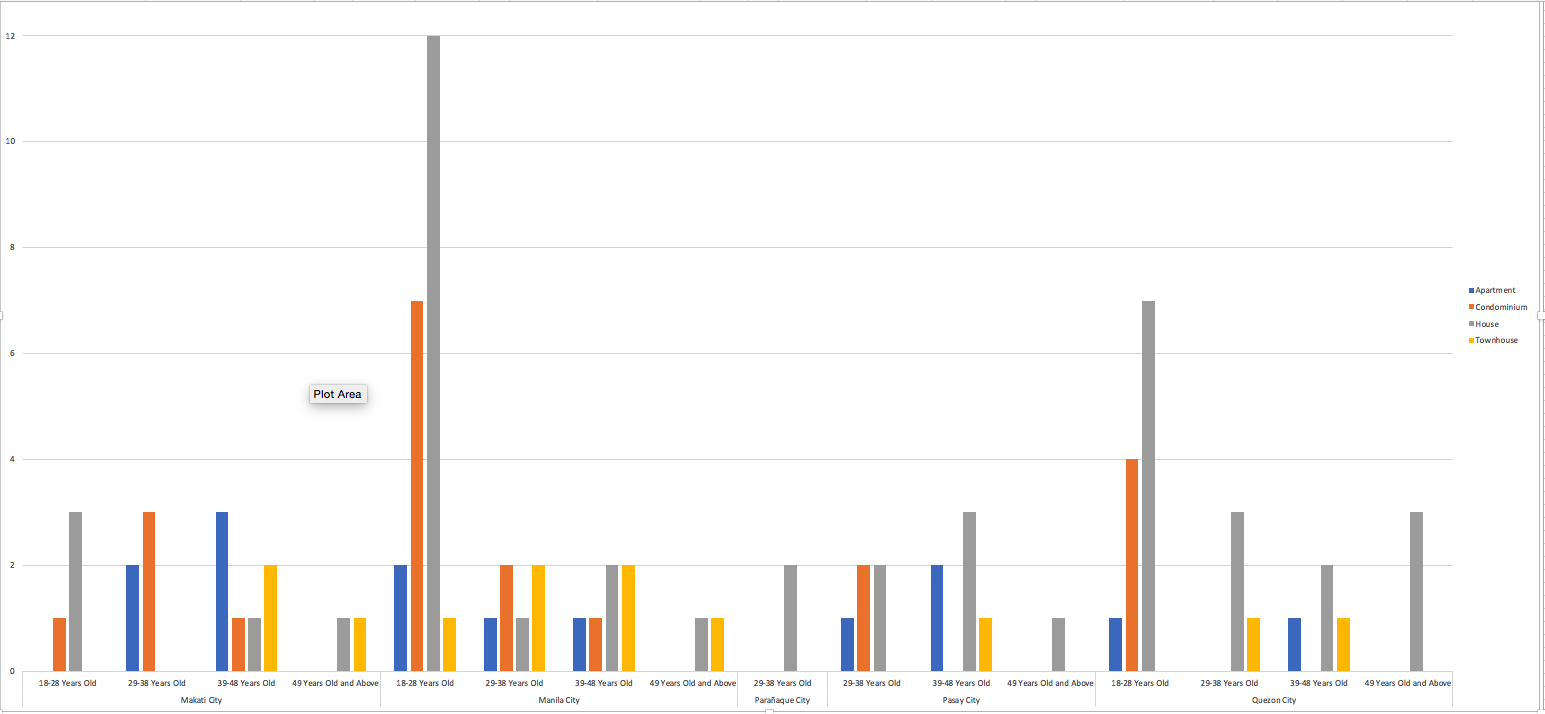 12
10
8
6
4
2
0
Plot Area
Apartment
Condominium
House
Townhouse
18-28 Years Old 29-38 Years Old 39-48 Years Old 49 Years Old and Above 18-28 Years Old 29-38 Years Old 39-48 Years Old 49 Years Old and Above 29-38 Years Old 29-38 Years Old 39-48 Years Old 49 Years Old and Above 18-28 Years Old 29-38 Years Old 39-48 Years Old 49 Years Old and Above
Makati City Manila City Parañaque City Pasay City Quezon City